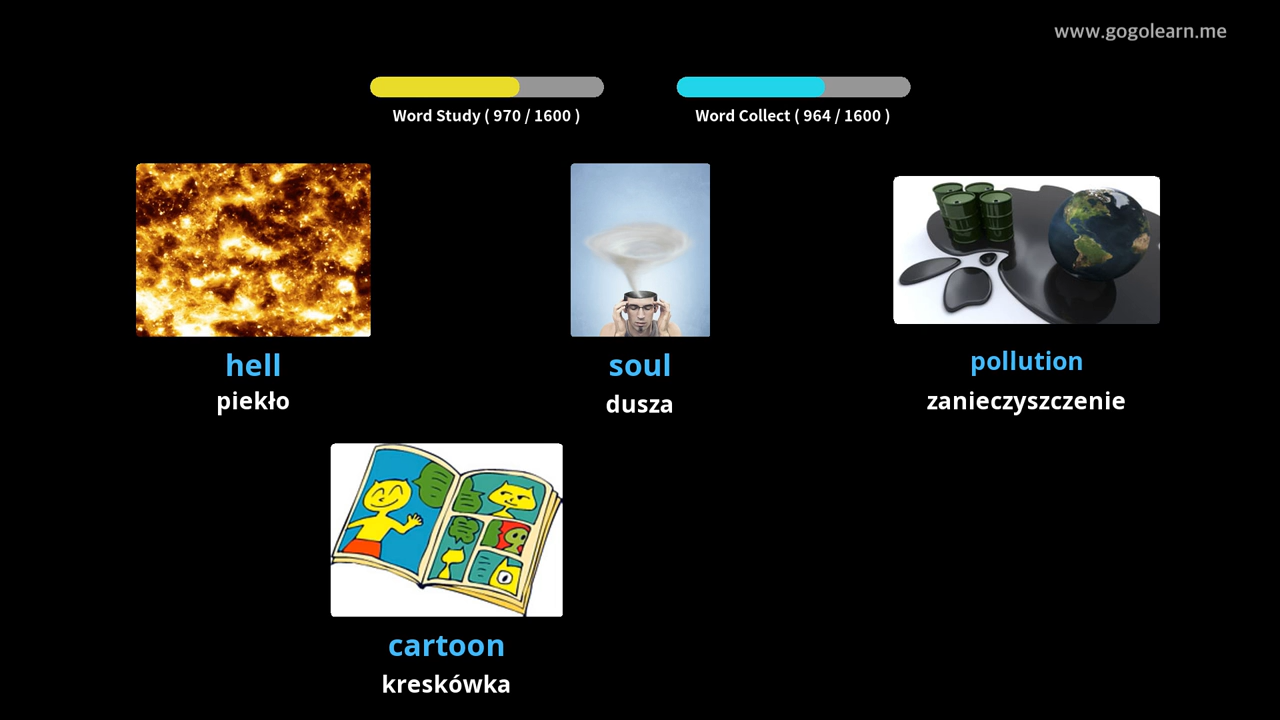 www.gogolearn.me
Word Study ( 970 / 1600 )
Word Collect ( 964 / 1600 )
hell
piekło
soul
dusza
pollution
zanieczyszczenie
cartoon
kreskówka